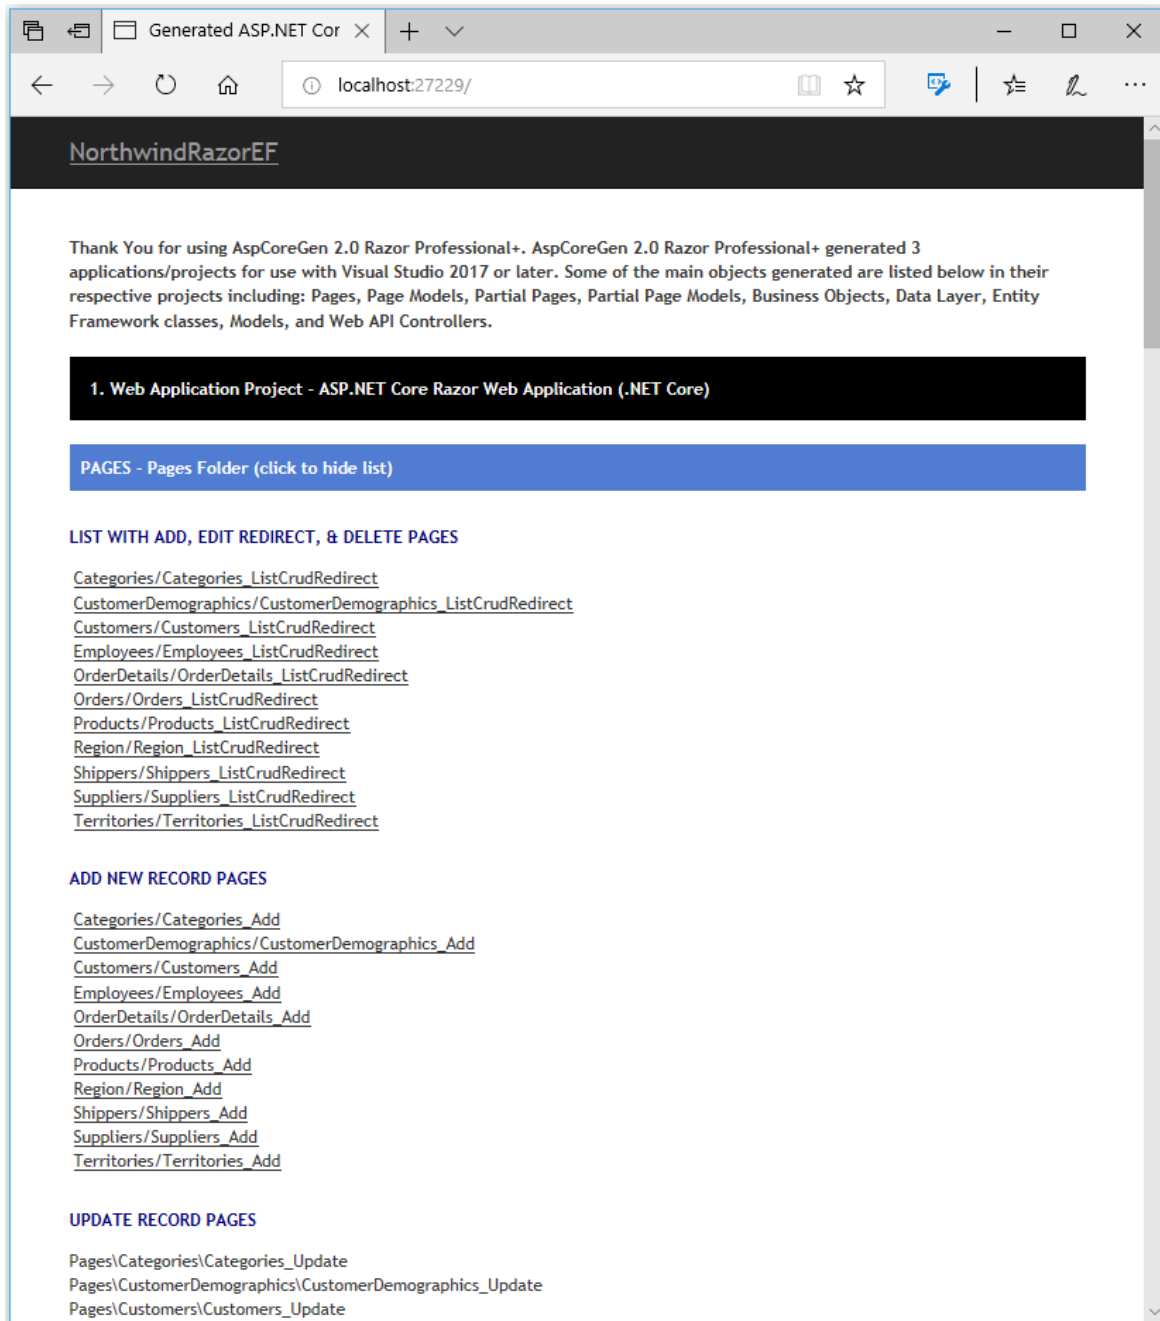 Generated ASP.NET Cor
localhost:27229/
NorthwindRazorEF
Thank You for using AspCoreGen 2.0 Razor Professional+. AspCoreGen 2.0 Razor Professional+ generated 3
applications/projects for use with Visual Studio 2017 or later. Some of the main objects generated are listed below in their
respective projects including: Pages, Page Models, Partial Pages, Partial Page Models, Business Objects, Data Layer, Entity
Framework classes, Models, and Web API Controllers.
1. Web Application Project - ASP.NET Core Razor Web Application (.NET Core)
PAGES - Pages Folder (click to hide list)
LIST WITH ADD, EDIT REDIRECT, & DELETE PAGES
Categories/Categories_ListCrudRedirect
CustomerDemographics/CustomerDemographics_ListCrudRedirect
Customers/Customers_ListCrudRedirect
Employees/Employees_ListCrudRedirect
OrderDetails/OrderDetails_ListCrudRedirect
Orders/Orders_ListCrudRedirect
Products/Products_ListCrudRedirect
Region/Region_ListCrudRedirect
Shippers/Shippers_ListCrudRedirect
Suppliers/Suppliers_ListCrudRedirect
Territories/Territories_ListCrudRedirect
ADD NEW RECORD PAGES
Categories/Categories_Add
CustomerDemographics/CustomerDemographics_Add
Customers/Customers_Add
Employees/Employees_Add
OrderDetails/OrderDetails_Add
Orders/Orders_Add
Products/Products_Add
Region/Region_Add
Shippers/Shippers_Add
Suppliers/Suppliers_Add
Territories/Territories_Add
UPDATE RECORD PAGES
Pages\Categories\Categories_Update
Pages\CustomerDemographics\CustomerDemographics_Update
Pages\Customers\Customers_Update